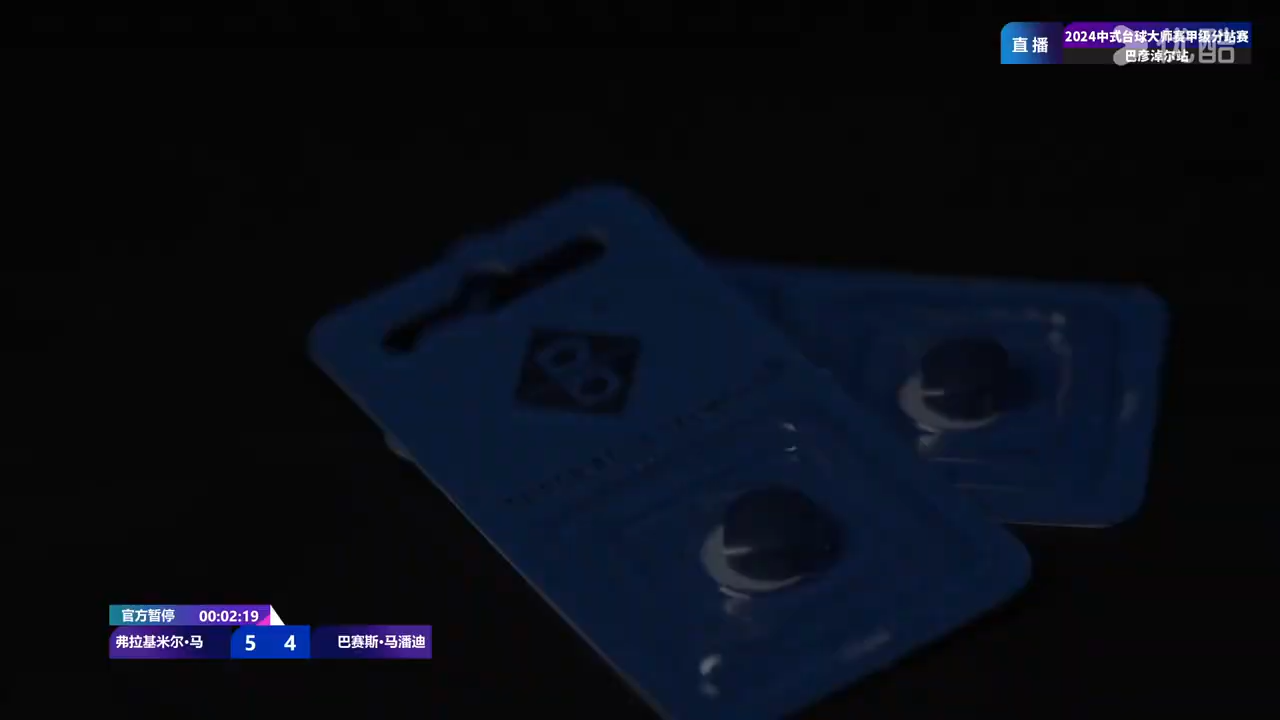 直播
2024中式台球大师赛甲级分站赛
优酷
巴彦淖尔站
官方暂停 00:02:19
弗拉基米尔·马 5 4 巴赛斯·马潘迪